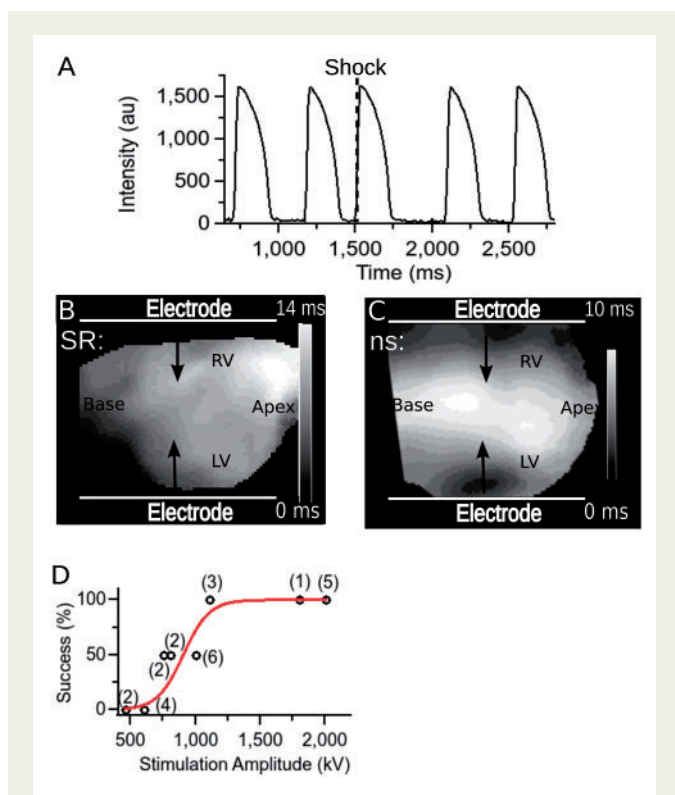 A
Shock
1,500
1,000
500
0
Intensity (au)
1,000 1,500 2,000 2,500
Time (ms)
B
Electrode
14 ms
SR:
RV
Base
Apex
LV
Electrode
0 ms
C
Electrode
10 ms
ns:
RV
Base
Apex
LV
Electrode
0 ms
D
100
50
0
Success (%)
(2)
(4)
(2)
(2)
(3)
(6)
(1)
(5)
500 1,000 1,500 2,000
Stimulation Amplitude (kV)